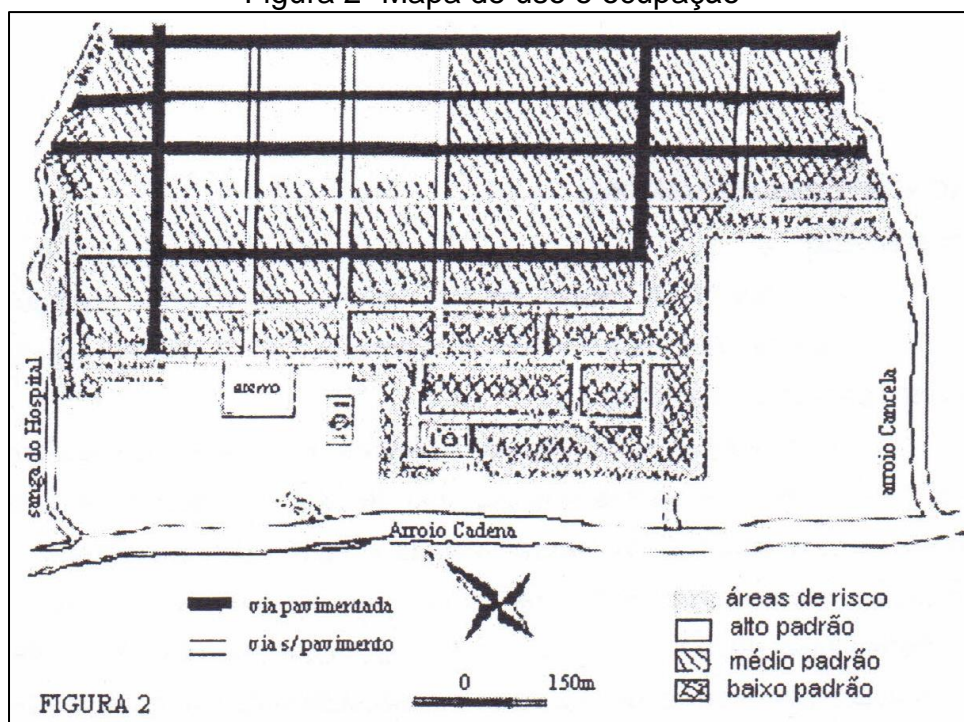 Figura 2- Mapa do uso e ocupação
aterro
sanga do Hospital
arroio Cancela
Arroio Cadena
via pavimentada
via s/pavimento
0 150m
áreas de risco
alto padrão
médio padrão
baixo padrão
FIGURA 2